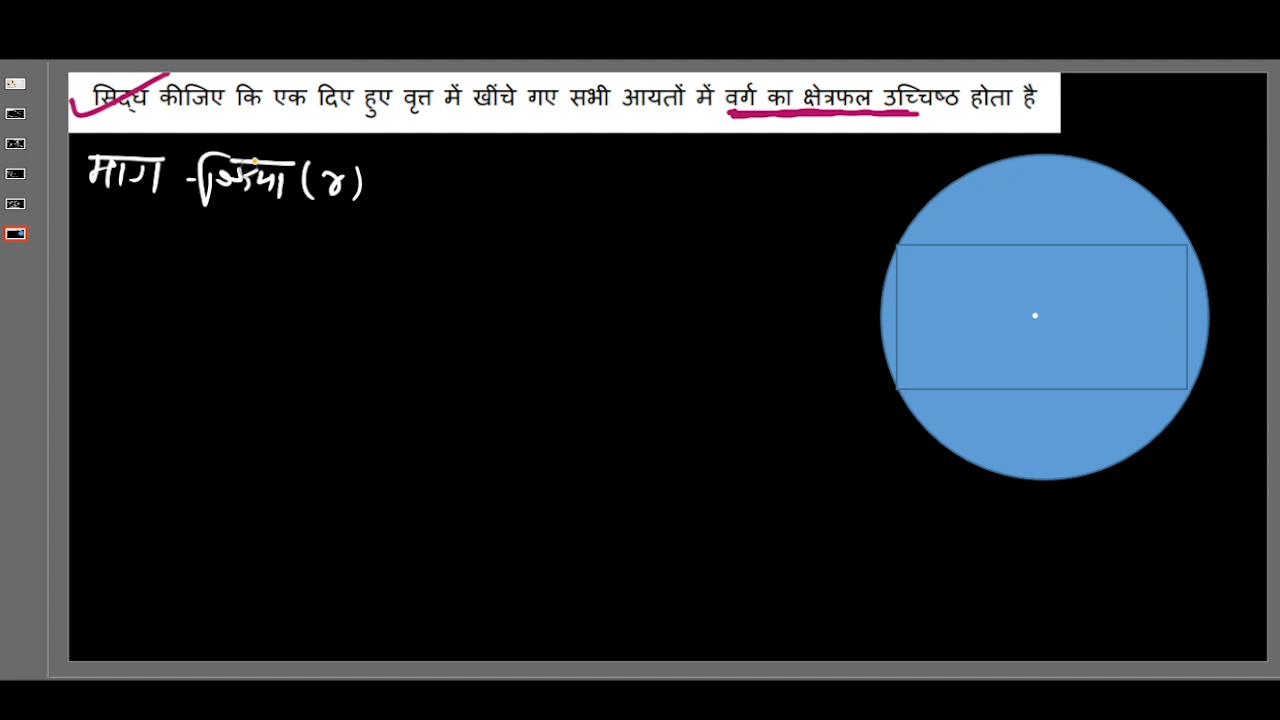 सिद्ध कीजिए कि एक दिए हुए वृत्त में खींचे गए सभी आयतों में वर्ग का क्षेत्रफल उच्चिष्ठ होता है
माग - त्रिज्या (r)